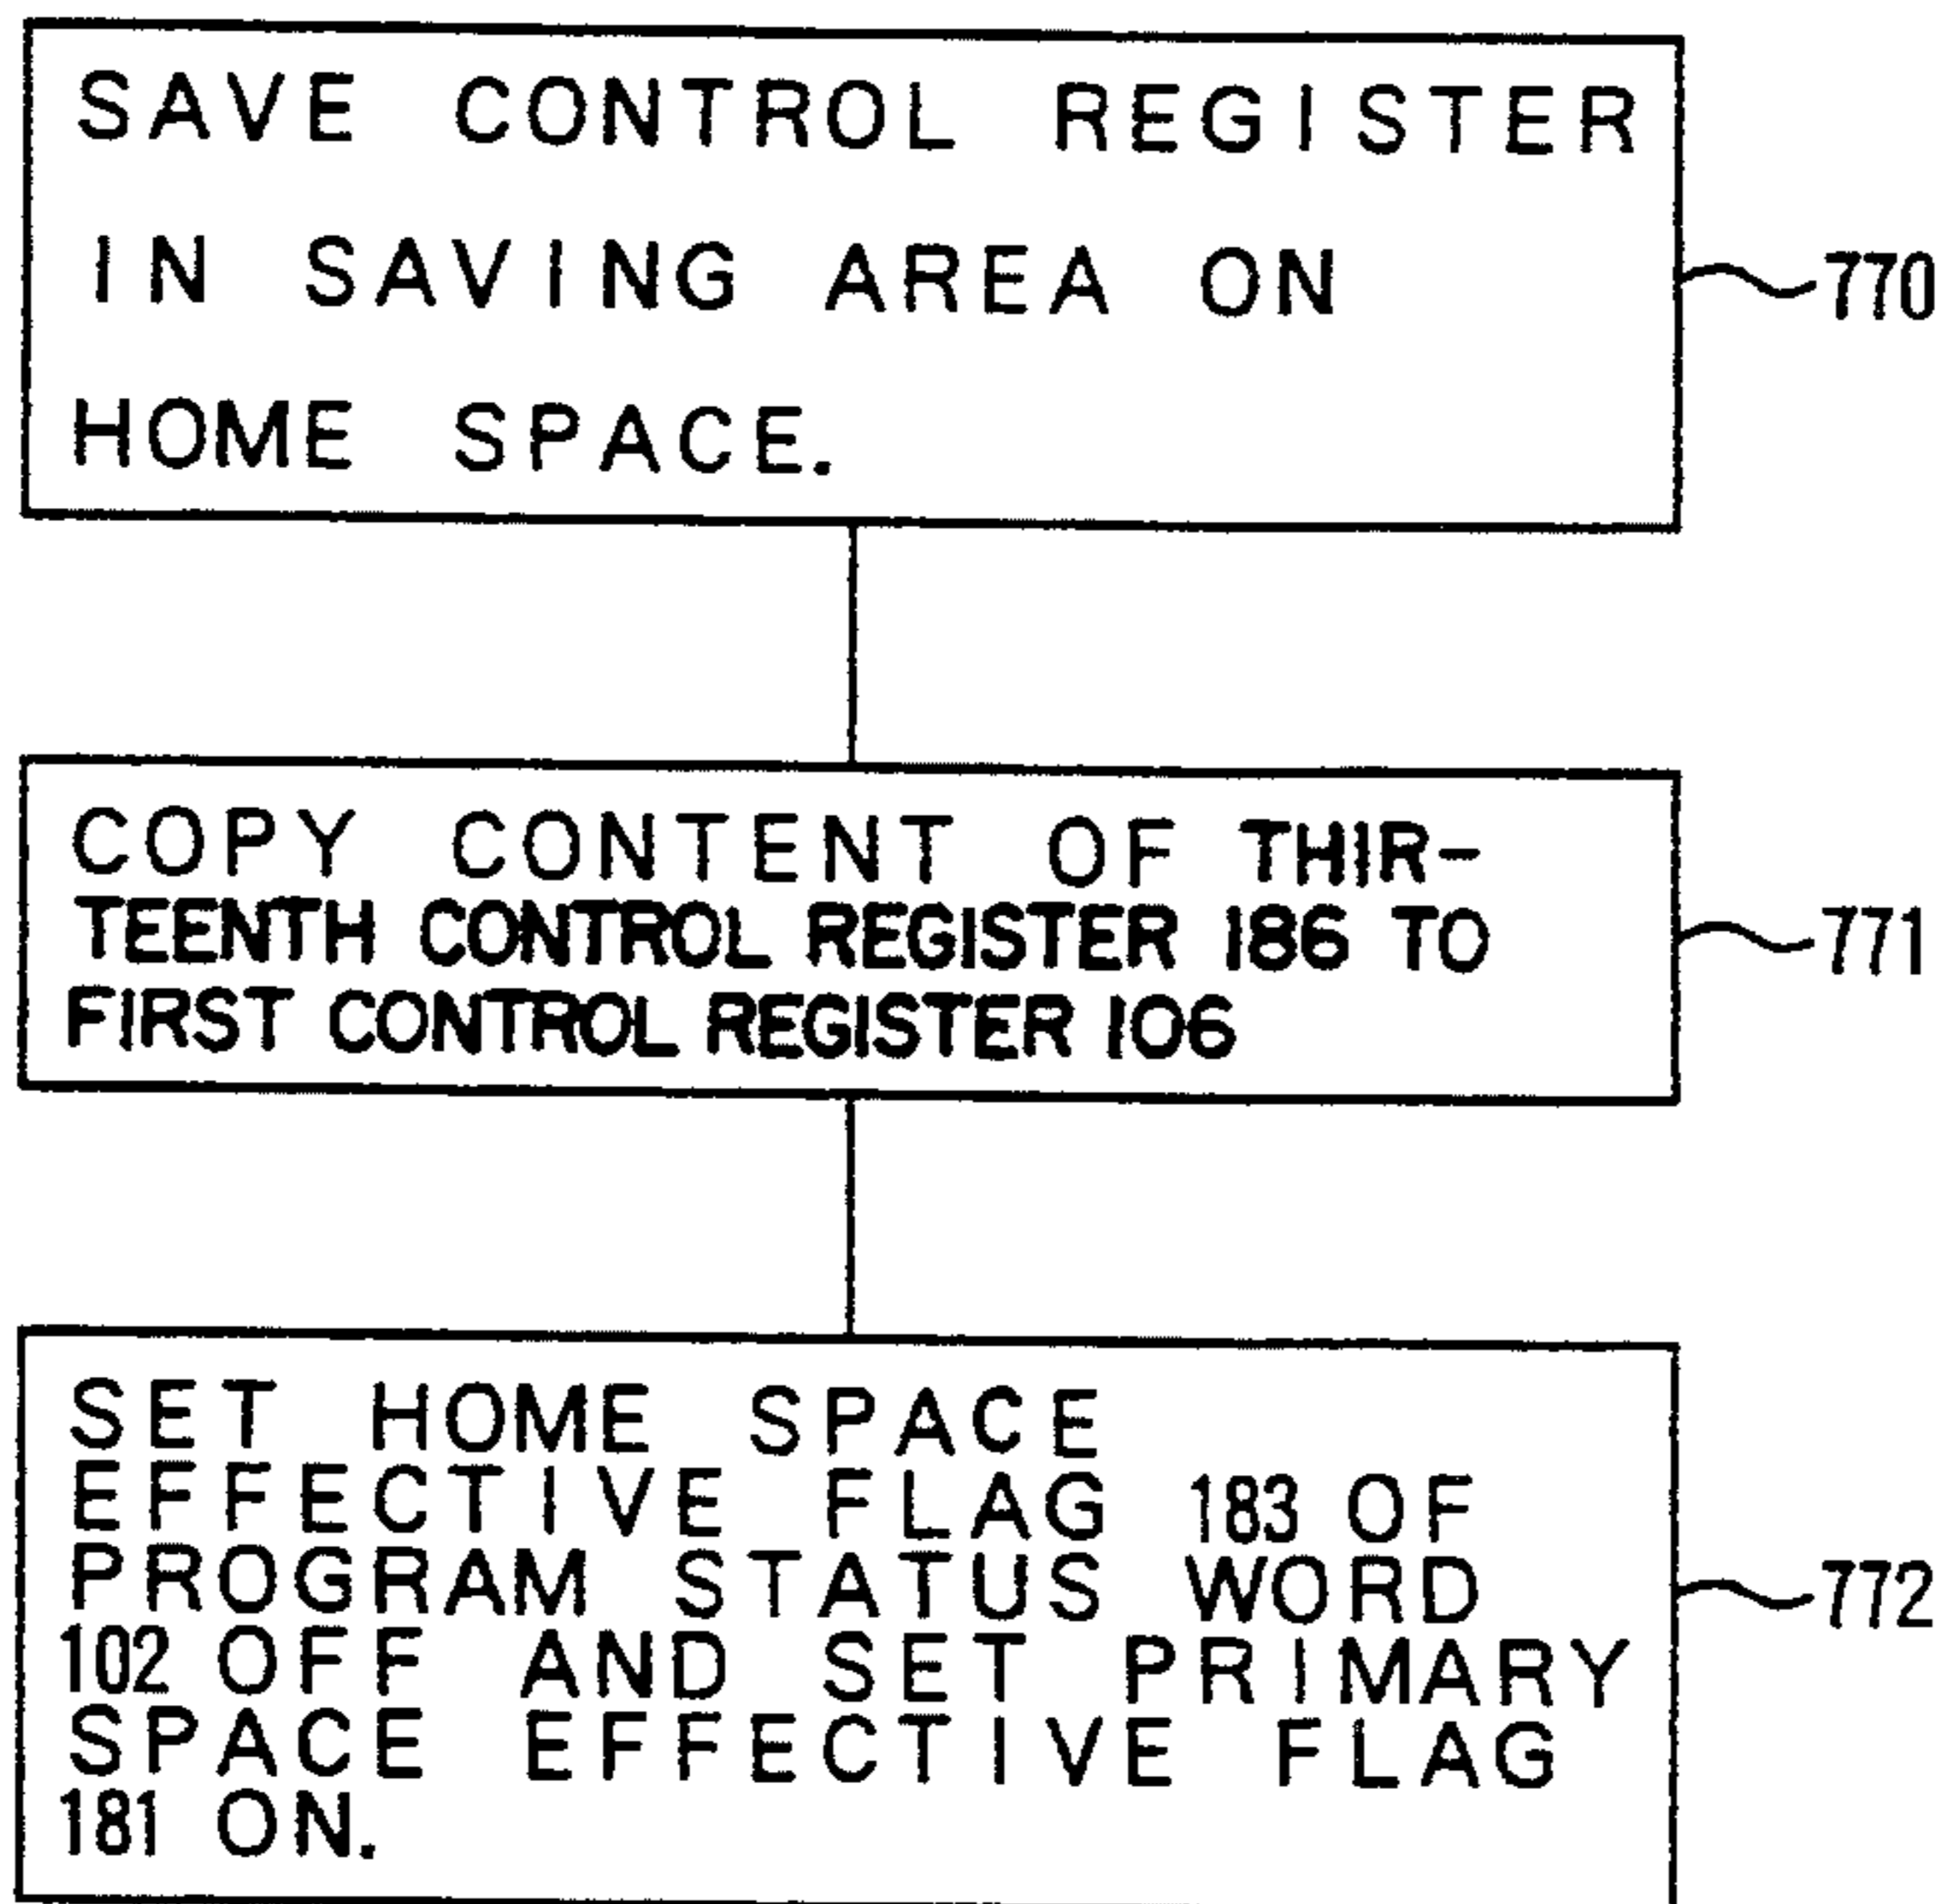 SAVE CONTROL REGISTER
IN SAVING AREA ON
HOME SPACE.
770
COPY CONTENT OF THIR-
TEENTH CONTROL REGISTER 186 TO
FIRST CONTROL REGISTER 106
771
SET HOME SPACE
EFFECTIVE FLAG 183 OF
PROGRAM STATUS WORD
102 OFF AND SET PRIMARY
SPACE EFFECTIVE FLAG
181 ON.
772